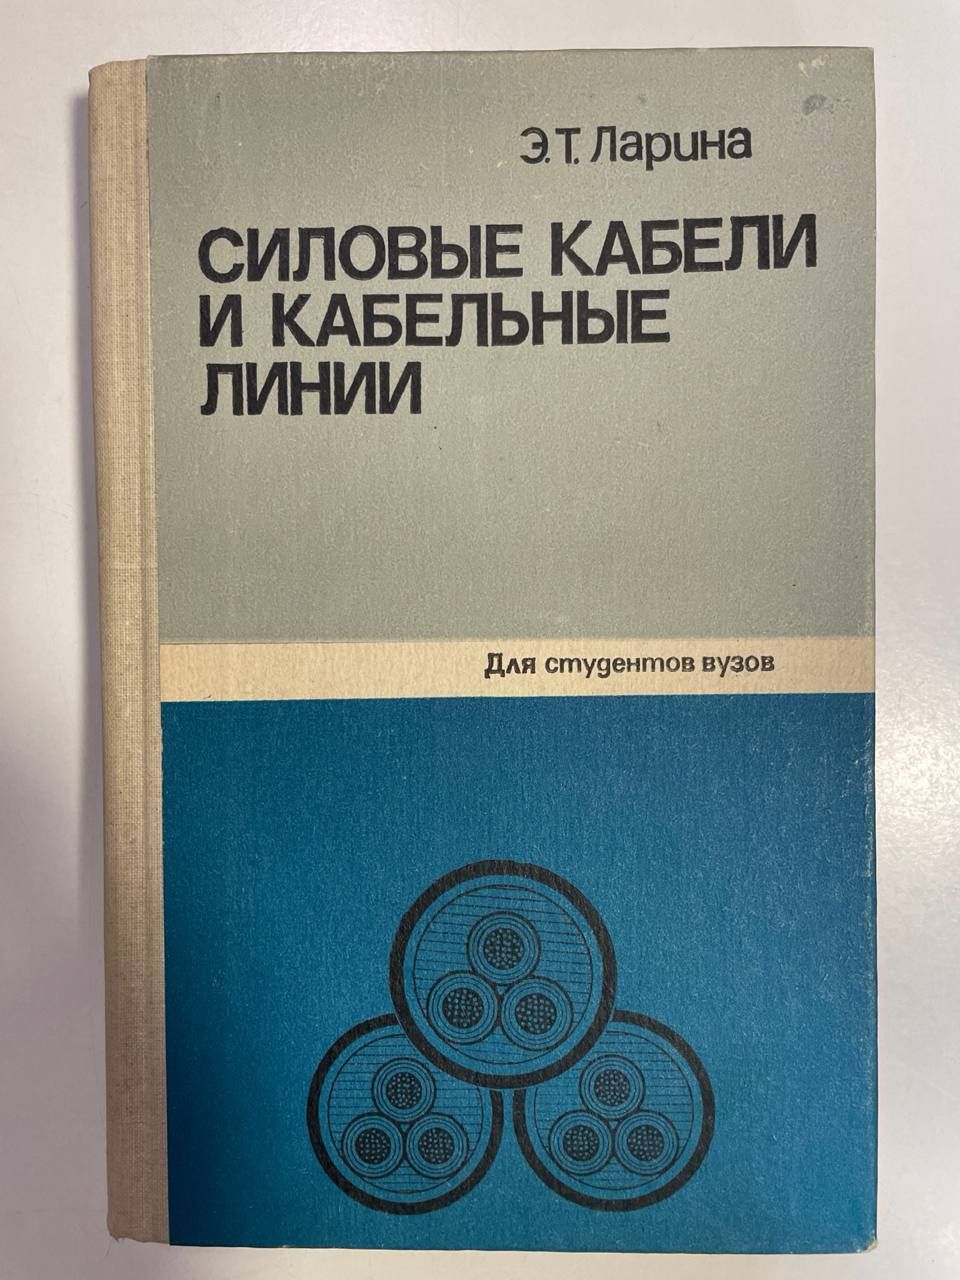 Э.Т. Ларина
СИЛОВЫЕ КАБЕЛИ
И КАБЕЛЬНЫЕ
ЛИНИИ
Для студентов вузов